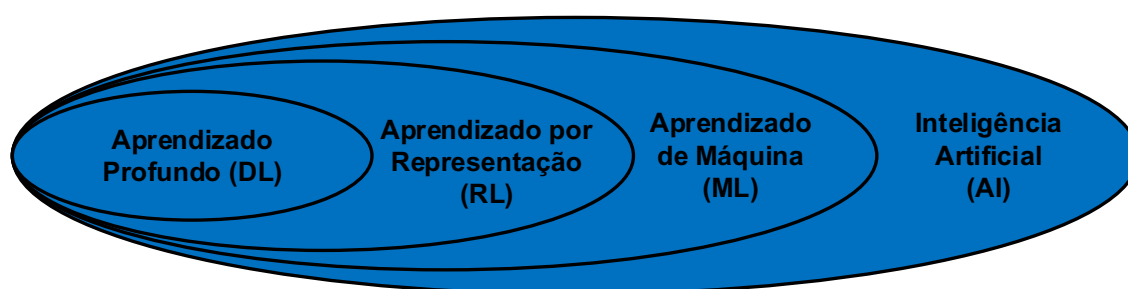 Aprendizado
Profundo (DL)
Aprendizado por
Representação
(RL)
Aprendizado
de Máquina
(ML)
Inteligência
Artificial
(AI)